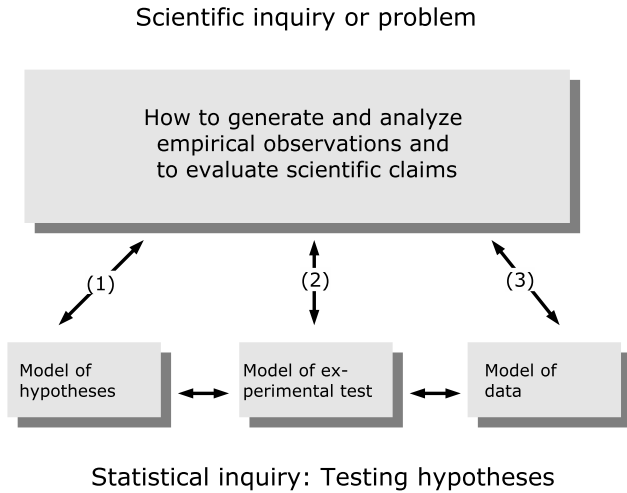 Scientific inquiry or problem
How to generate and analyze
empirical observations and
to evaluate scientific claims
(1)
(2)
(3)
Model of
hypotheses
Model of ex-
perimental test
Model of
data
Statistical inquiry: Testing hypotheses